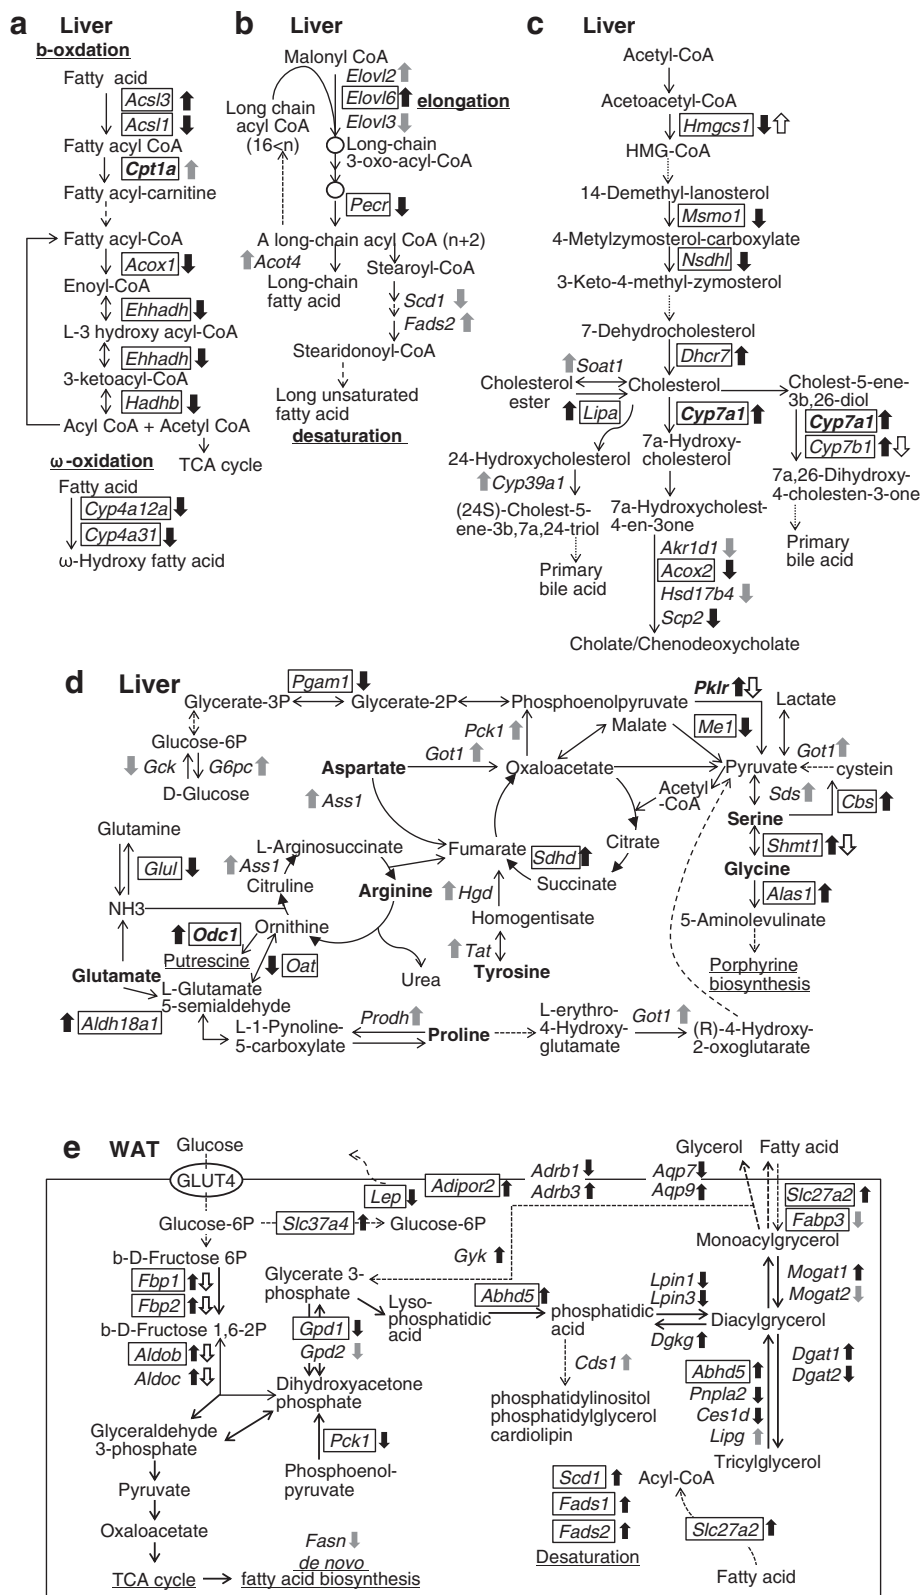 a Liver
b-oxdation
Fatty acid
Acsl3
Acsl1
Fatty acyl CoA
Cpt1a
Fatty acyl-carnitine
Fatty acyl-CoA
Acox1
Enoyl-CoA
Ehhadh
L-3 hydroxy acyl-CoA
Ehhadh
3-ketoacyl-CoA
Hadhb
Acyl CoA + Acetyl CoA
TCA cycle
ω-oxidation
Fatty acid
Cyp4a12a
Cyp4a31
ω-Hydroxy fatty acid
b Liver
Malonyl CoA
Elovl2
Elovl6 elongation
Elovl3
Long chain
acyl CoA
(16<n)
Long-chain
3-oxo-acyl-CoA
Pecr
A long-chain acyl CoA (n+2)
Acot4
Long-chain
fatty acid
Stearoyl-CoA
Scd1
Fads2
Stearidonoyl-CoA
Long unsaturated
fatty acid
desaturation
c Liver
Acetyl-CoA
Acetoacetyl-CoA
Hmgcs1
HMG-CoA
14-Demethyl-lanosterol
Msmo1
4-Metylzymosterol-carboxylate
Nsdhl
3-Keto-4-methyl-zymosterol
7-Dehydrocholesterol
Dhcr7
Soat1
Cholesterol
ester
Cholesterol
Lipa
Cholest-5-ene-
3b,26-diol
Cyp7a1
Cyp7a1
Cyp7b1
7a-Hydroxy-
cholesterol
24-Hydroxycholesterol
Cyp39a1
7a,26-Dihydroxy-
4-cholesten-3-one
(24S)-Cholest-5-
ene-3b,7a,24-triol
7a-Hydroxycholest-
4-en-3one
Primary
bile acid
Primary
bile acid
Akr1d1
Acox2
Hsd17b4
Scp2
Cholate/Chenodeoxycholate
d Liver
Glycerate-3P
Pgam1
Glycerate-2P
Phosphoenolpyruvate
Pklr
Lactate
Malate
Me1
Glucose-6P
Gck
G6pc
D-Glucose
Pck1
Got1
Aspartate
Oxaloacetate
Pyruvate
Got1
cystein
Ass1
Acetyl
-CoA
Sds
Cbs
Serine
Glutamine
Glul
L-Arginosuccinate
Ass1
Citruline
Fumarate
Sdhd
Citrate
Succinate
Shmt1
Glycine
Arginine
Hgd
Alas1
NH3
Homogentisate
5-Aminolevulinate
Odc1
Ornithine
Putrescine
Oat
Tat
Tyrosine
Urea
Porphyrine
biosynthesis
Glutamate
L-Glutamate
5-semialdehyde
Aldh18a1
L-1-Pynoline-
5-carboxylate
Prodh
Proline
L-erythro-
4-Hydroxy-
glutamate
Got1
(R)-4-Hydroxy-
2-oxoglutarate
e WAT
Glucose
GLUT4
Lep
Adipor2
Adrb1
Adrb3
Aqp7
Aqp9
Glycerol
Fatty acid
Slc27a2
Fabp3
Glucose-6P
Slc37a4
Glucose-6P
Monoacylgrycerol
b-D-Fructose 6P
Gyk
Fbp1
Fbp2
Glycerate 3-
phosphate
Lyso-
phosphatidic
acid
Abhd5
phosphatidic
acid
Lpin1
Lpin3
Dgkg
Diacylgrycerol
Mogat1
Mogat2
b-D-Fructose 1,6-2P
Aldob
Aldoc
Gpd1
Gpd2
Cds1
Dgat1
Dgat2
Abhd5
Pnpla2
Ces1d
Lipg
Dihydroxyacetone
phosphate
phosphatidylinositol
phosphatidylglycerol
cardiolipin
Glyceraldehyde
3-phosphate
Pck1
Phosphoenol-
pyruvate
Tricylglycerol
Pyruvate
Scd1
Fads1
Fads2
Desaturation
Acyl-CoA
Oxaloacetate
Slc27a2
Fasn
de novo
fatty acid biosynthesis
TCA cycle
Fatty acid